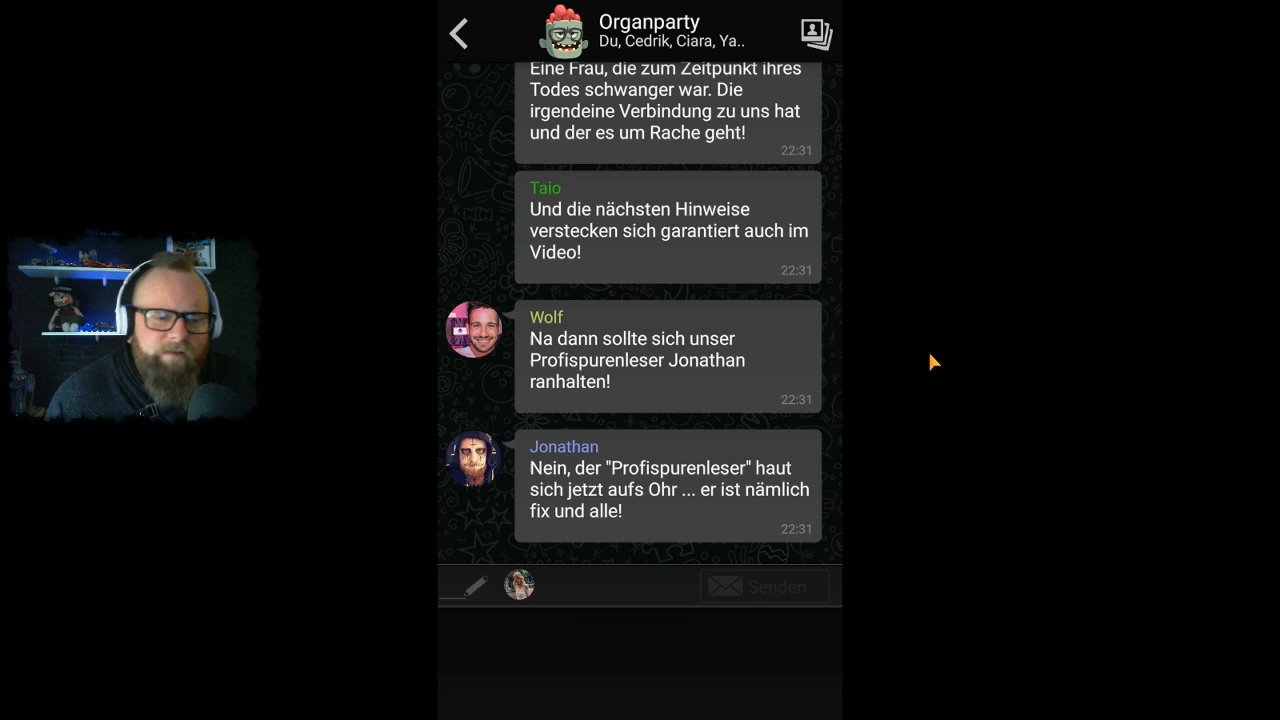 Organparty
Du, Cedrik, Ciara, Ya..
Eine Frau, die zum Zeitpunkt ihres
Todes schwanger war. Die
irgendeine Verbindung zu uns hat
und der es um Rache geht!
22:31
Taio
Und die nächsten Hinweise
verstecken sich garantiert auch im
Video!
22:31
Wolf
Na dann sollte sich unser
Profispurenleser Jonathan
ranhalten!
22:31
Jonathan
Nein, der "Profispurenleser" haut
sich jetzt aufs Ohr ... er ist nämlich
fix und alle!
22:31
Senden